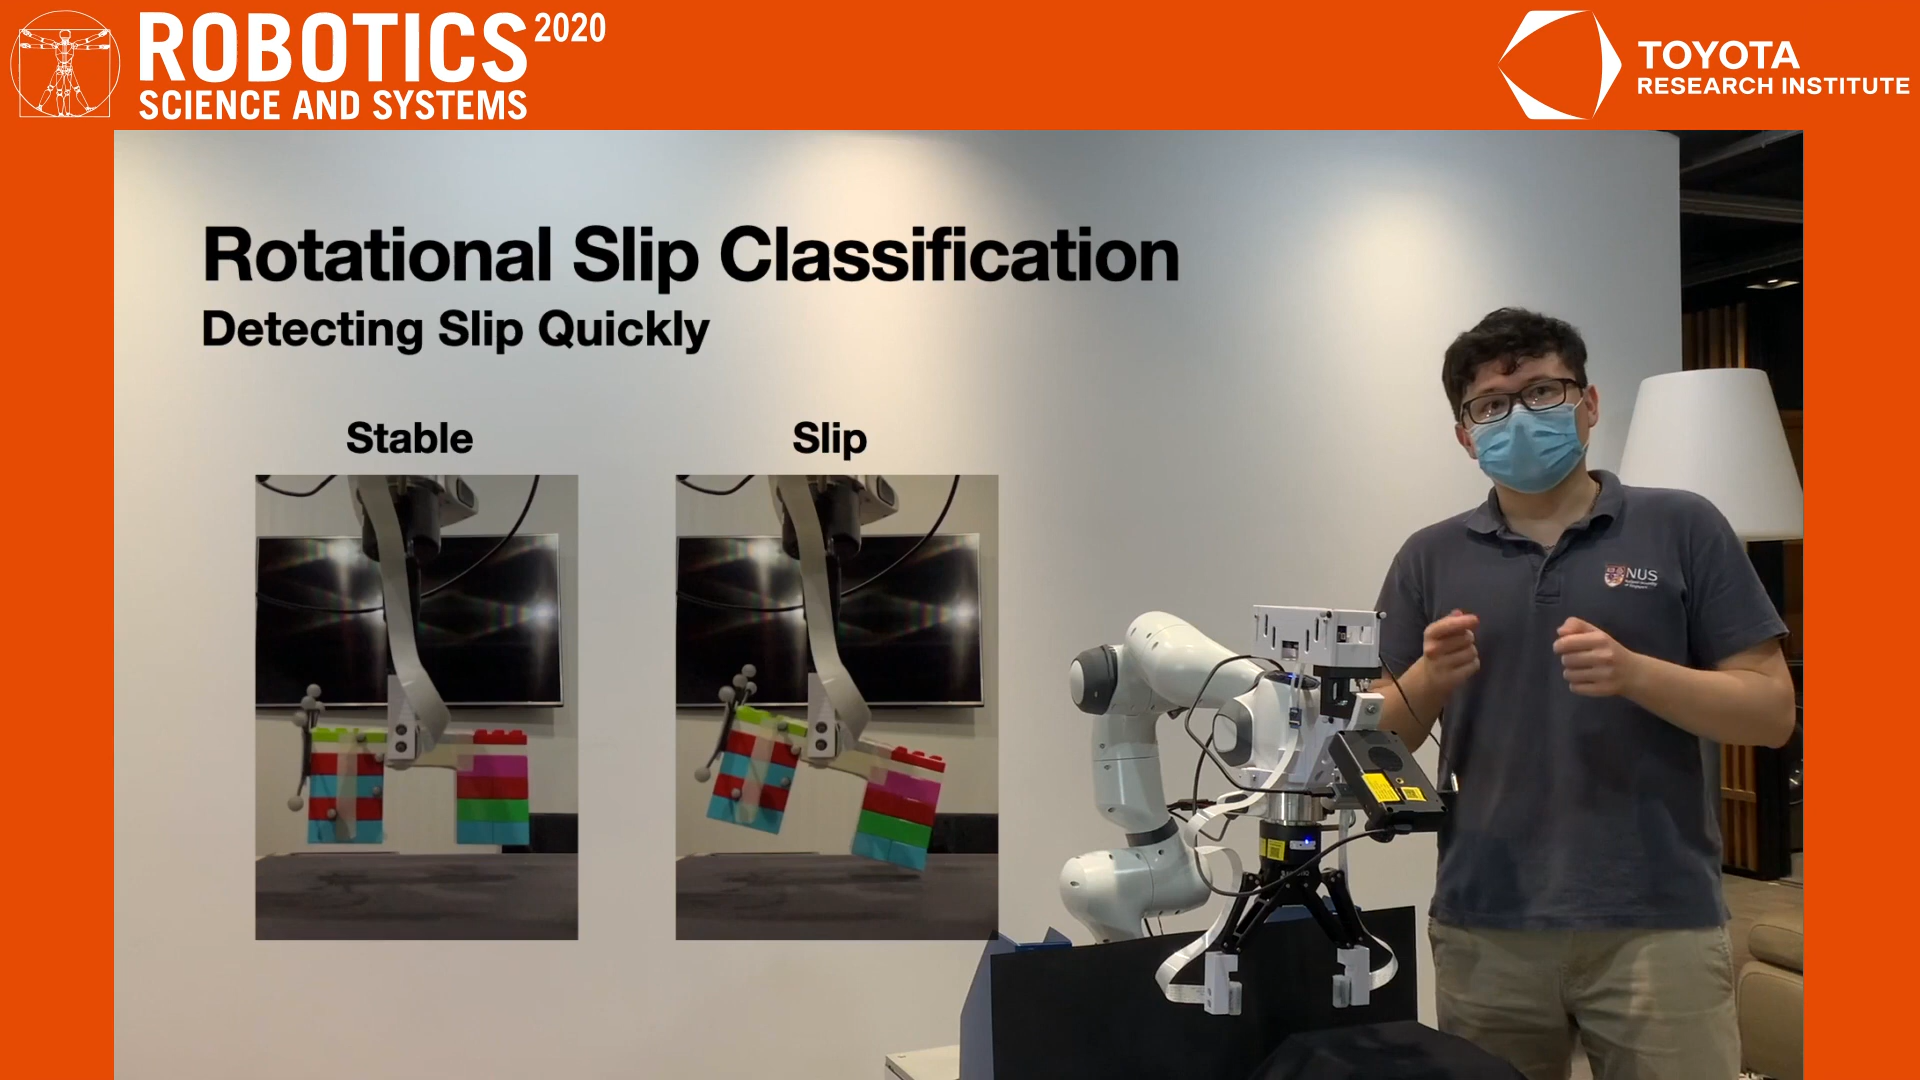 ROBOTICS 2020
SCIENCE AND SYSTEMS
TOYOTA
RESEARCH INSTITUTE
Rotational Slip Classification
Detecting Slip Quickly
Stable
Slip
NUS